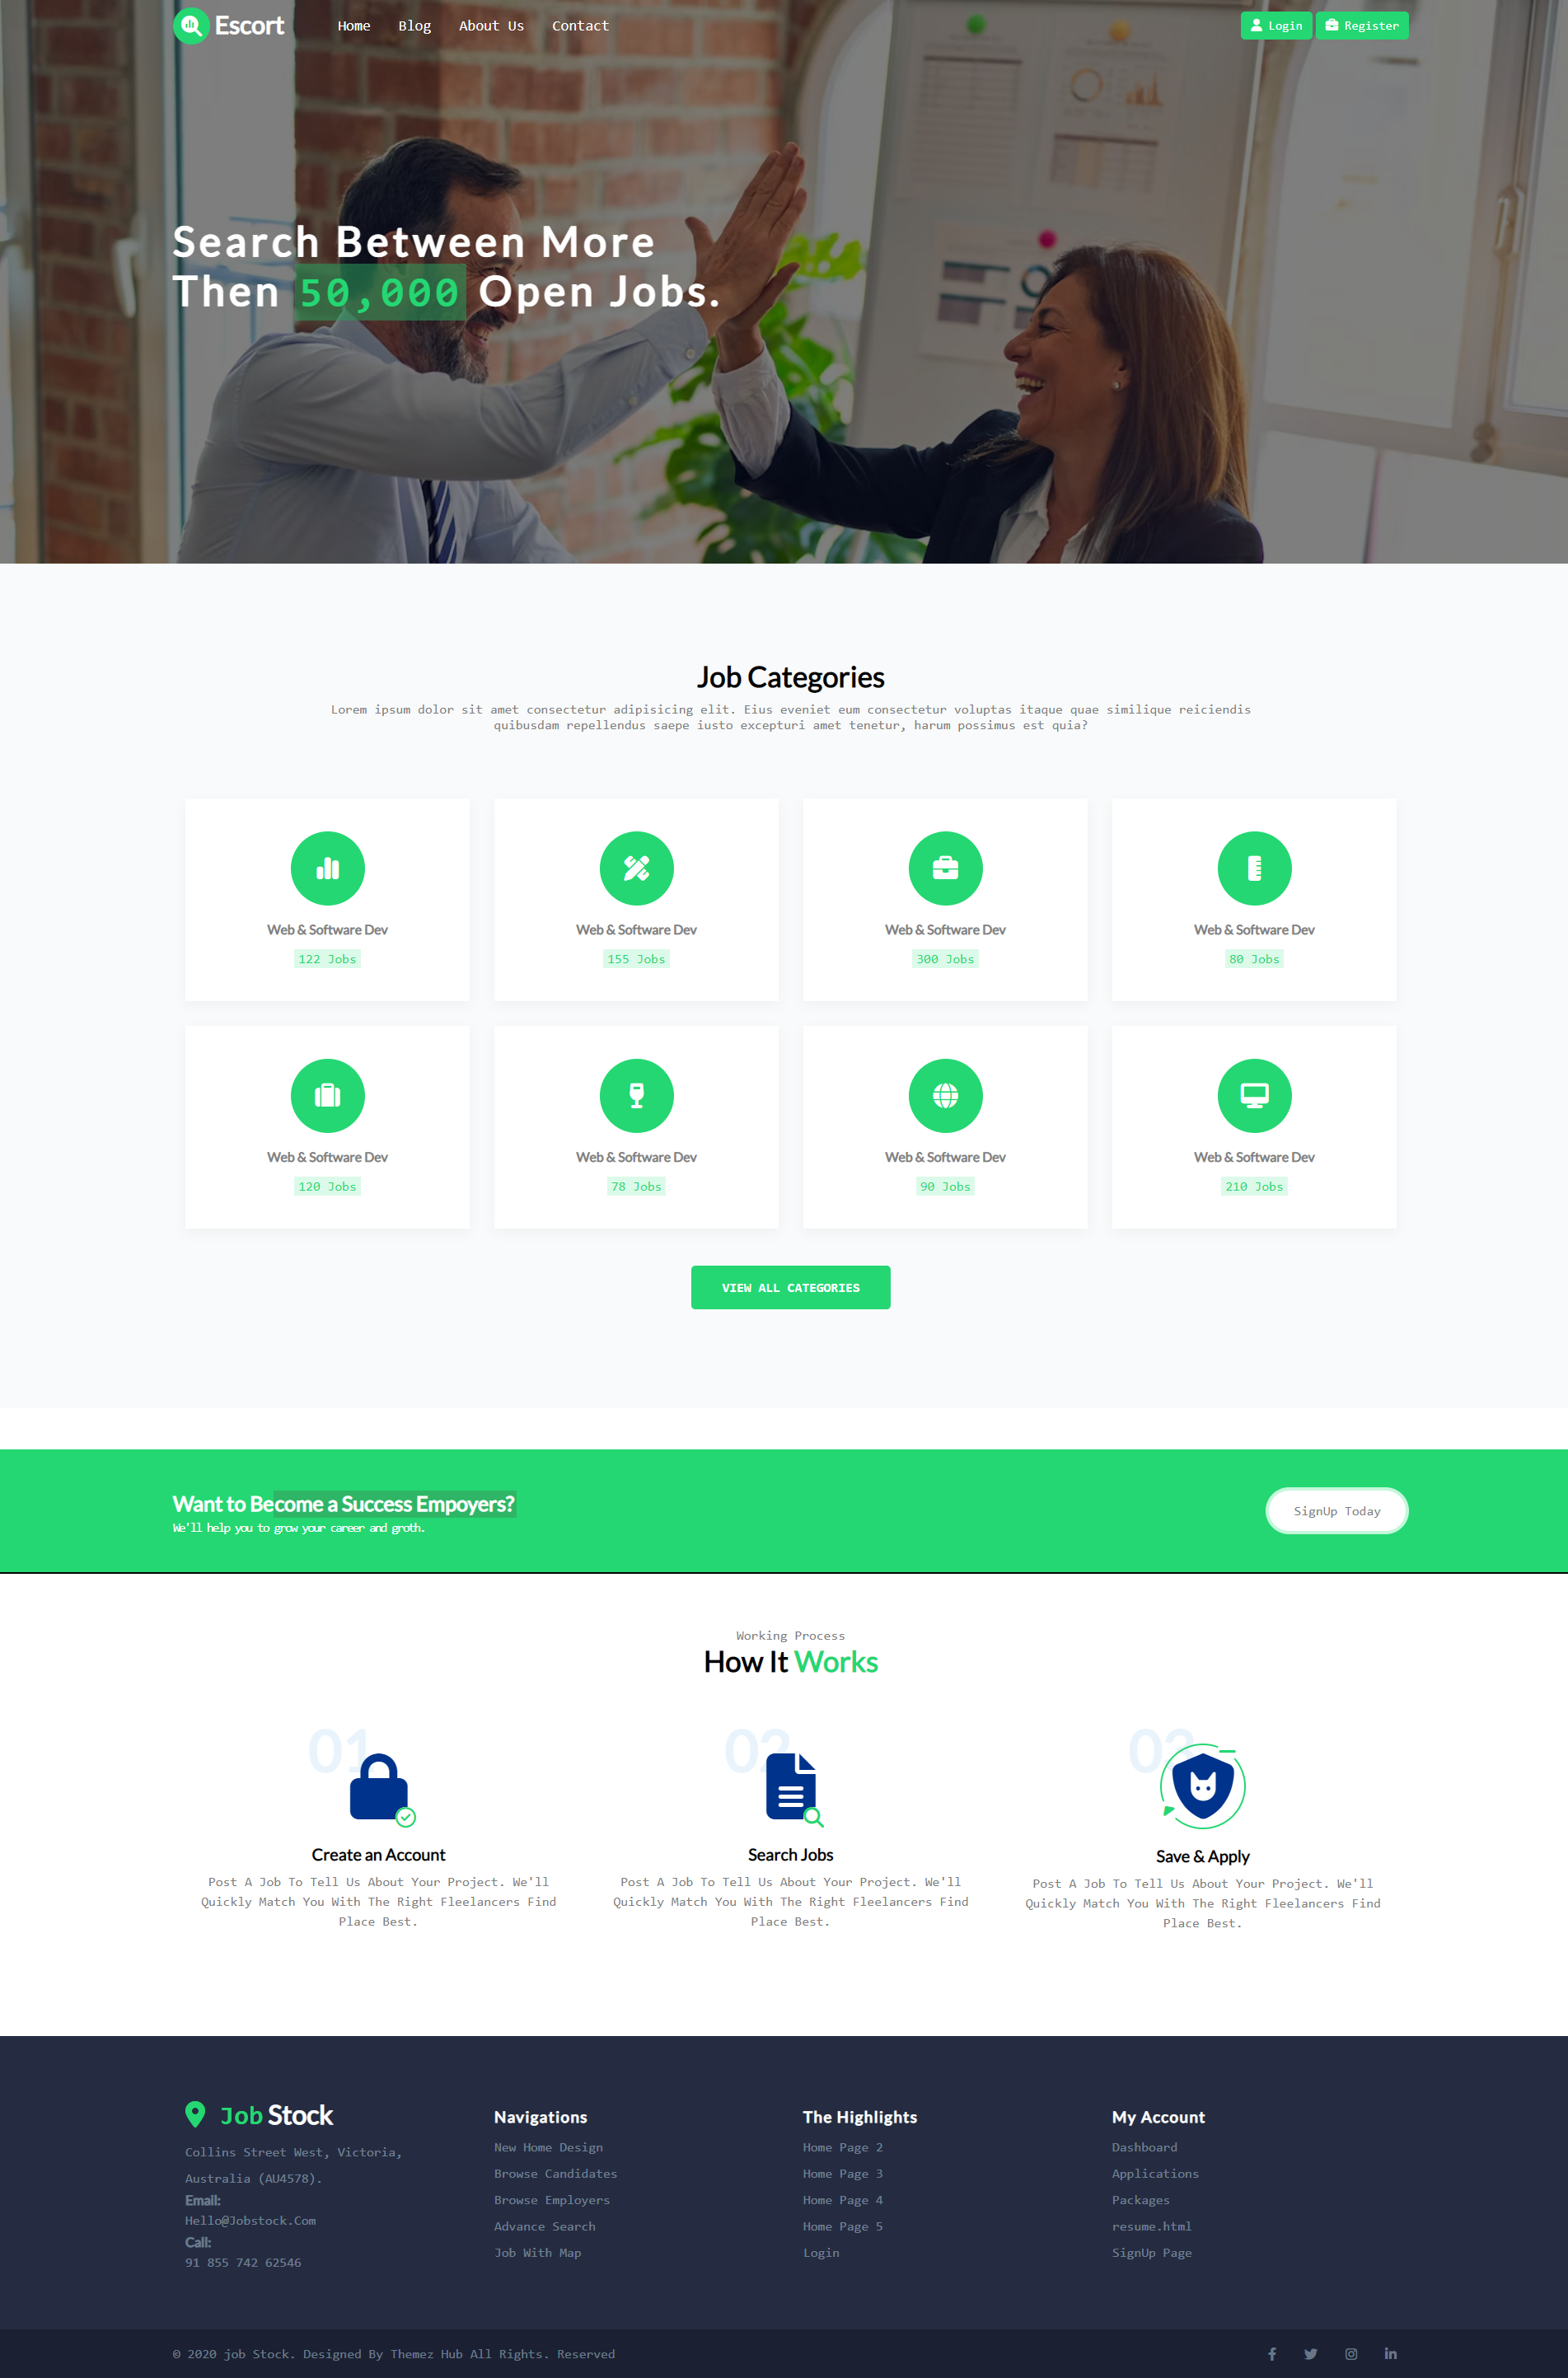 Escort
Home Blog About Us Contact
Login Register
Search Between More
Then 50,000 Open Jobs.
Job Categories
Lorem ipsum dolor sit amet consectetur adipisicing elit. Eius eveniet eum consectetur voluptas itaque quae similique reiciendis
quibusdam repellendus saepe iusto excepturi amet tenetur, harum possimus est quia?
Web & Software Dev
122 Jobs
Web & Software Dev
155 Jobs
Web & Software Dev
300 Jobs
Web & Software Dev
80 Jobs
Web & Software Dev
120 Jobs
Web & Software Dev
78 Jobs
Web & Software Dev
90 Jobs
Web & Software Dev
210 Jobs
VIEW ALL CATEGORIES
Want to Become a Success Empoyers?
We'll help you to grow your career and groth.
SignUp Today
Working Process
How It Works
01
Create an Account
Post A Job To Tell Us About Your Project. We'll
Quickly Match You With The Right Fleelancers Find
Place Best.
02
Search Jobs
Post A Job To Tell Us About Your Project. We'll
Quickly Match You With The Right Fleelancers Find
Place Best.
03
Save & Apply
Post A Job To Tell Us About Your Project. We'll
Quickly Match You With The Right Fleelancers Find
Place Best.
Job Stock
Collins Street West, Victoria,
Australia (AU4578).
Email:
Hello@Jobstock.Com
Call:
91 855 742 62546
Navigations
New Home Design
Browse Candidates
Browse Employers
Advance Search
Job With Map
The Highlights
Home Page 2
Home Page 3
Home Page 4
Home Page 5
Login
My Account
Dashboard
Applications
Packages
resume.html
SignUp Page
© 2020 job Stock. Designed By Themez Hub All Rights. Reserved